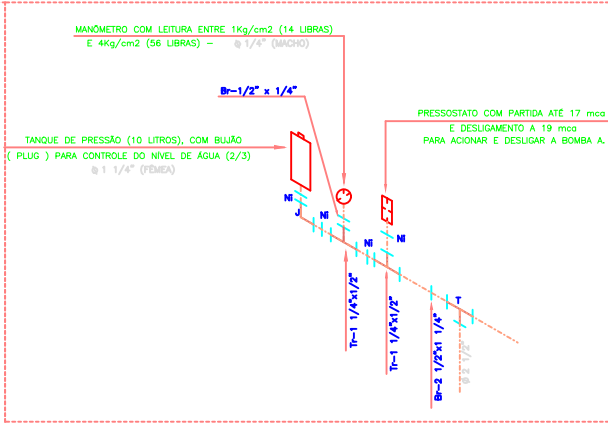 MANÔMETRO COM LEITURA ENTRE 1Kg/cm2 (14 LIBRAS)
E 4Kg/cm2 (56 LIBRAS) - Ø 1/4" (MACHO)
Br-1/2" x 1/4"
PRESSOSTATO COM PARTIDA ATÉ 17 mca
E DESLIGAMENTO A 19 mca
PARA ACIONAR E DESLIGAR A BOMBA A.
TANQUE DE PRESSÃO (10 LITROS), COM BUJÃO
( PLUG ) PARA CONTROLE DO NÍVEL DE ÁGUA (2/3)
Ø 1 1/4" (FÊMEA)
Ni
J
Ni
Ni
Ni
T
Tr-1 1/4"x1/2"
Tr-1 1/4"x1/2"
Br-2 1/2"x1 1/4"
Ø 2 1/2"